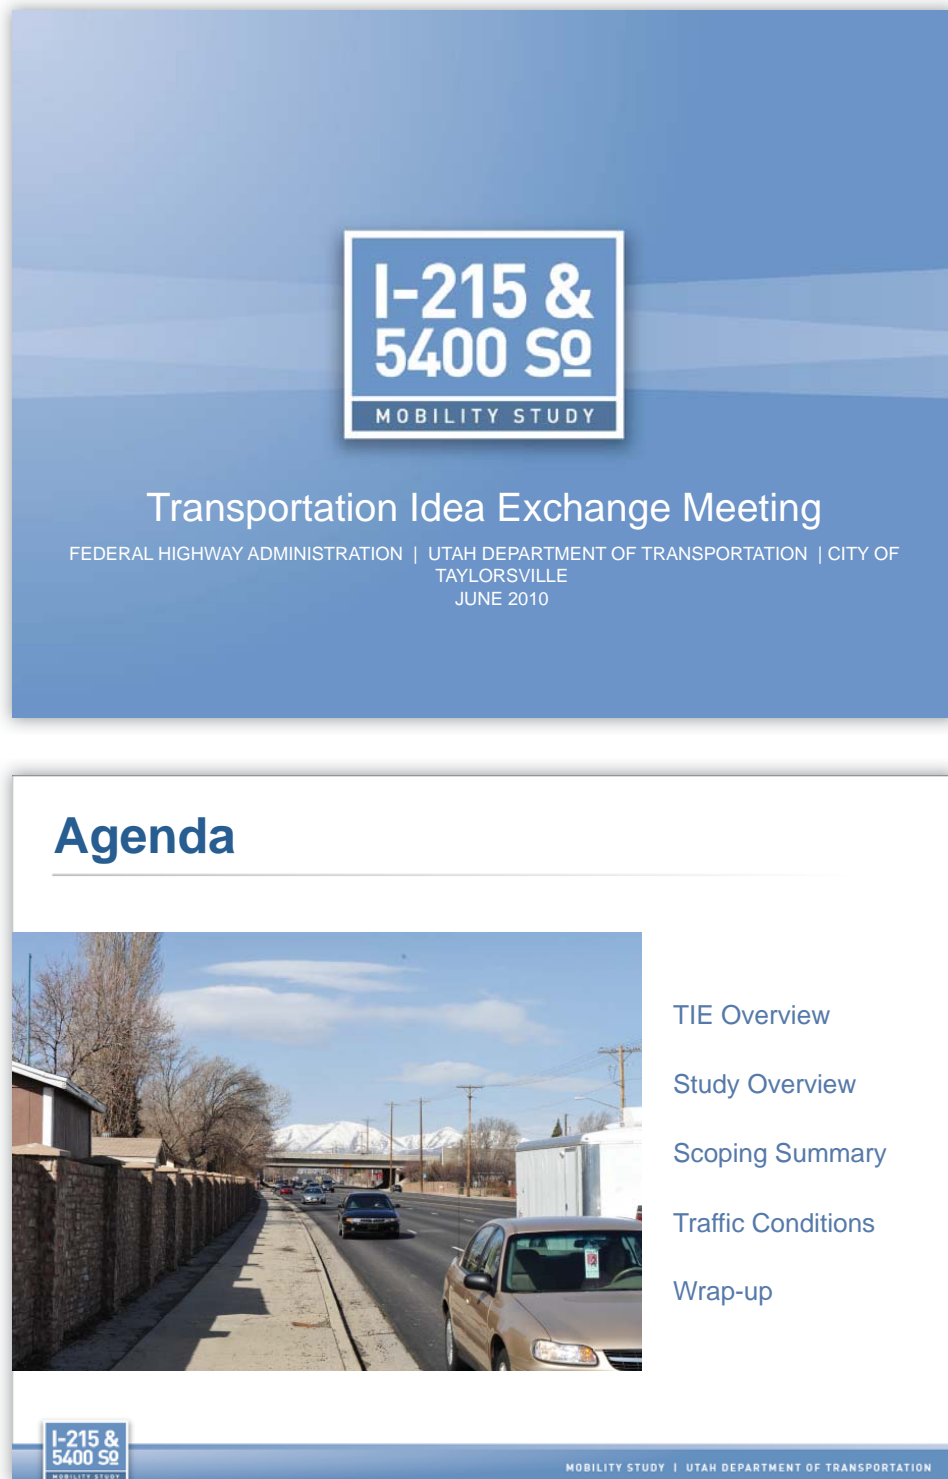 I-215 &
5400 So
MOBILITY STUDY
Transportation Idea Exchange Meeting
FEDERAL HIGHWAY ADMINISTRATION | UTAH DEPARTMENT OF TRANSPORTATION | CITY OF
TAYLORSVILLE
JUNE 2010
Agenda
TIE Overview
Study Overview
Scoping Summary
Traffic Conditions
Wrap-up
I-215 &
5400 So
MOBILITY STUDY
MOBILITY STUDY | UTAH DEPARTMENT OF TRANSPORTATION